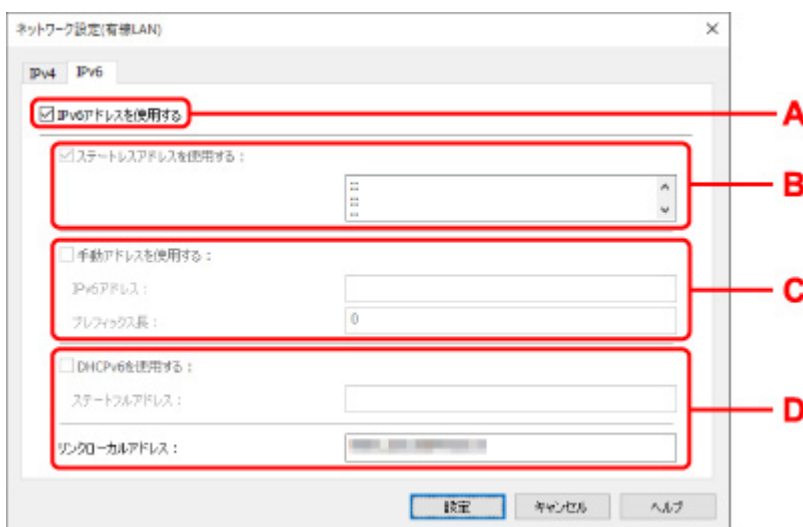 ネットワーク設定(有線LAN)
IPv4 IPv6
IPv6アドレスを使用する
A
ステートレスアドレスを使用する：
::
::
::
B
手動アドレスを使用する：
IPv6アドレス：
プレフィックス長： 0
C
DHCPv6を使用する：
ステートフルアドレス：
D
リンクローカルアドレス：
設定 キャンセル ヘルプ